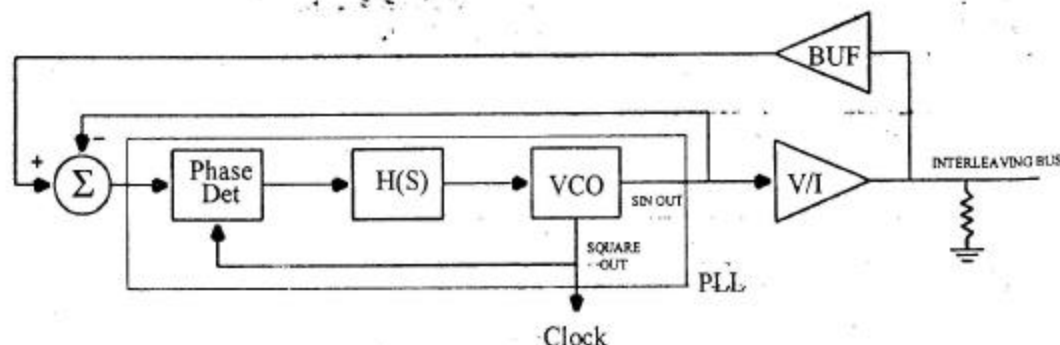 BUF
+
-
Σ
Phase
Det
H(S)
VCO
SIN OUT
V/I
INTERLEAVING BUS
SQUARE
OUT
PLL
Clock